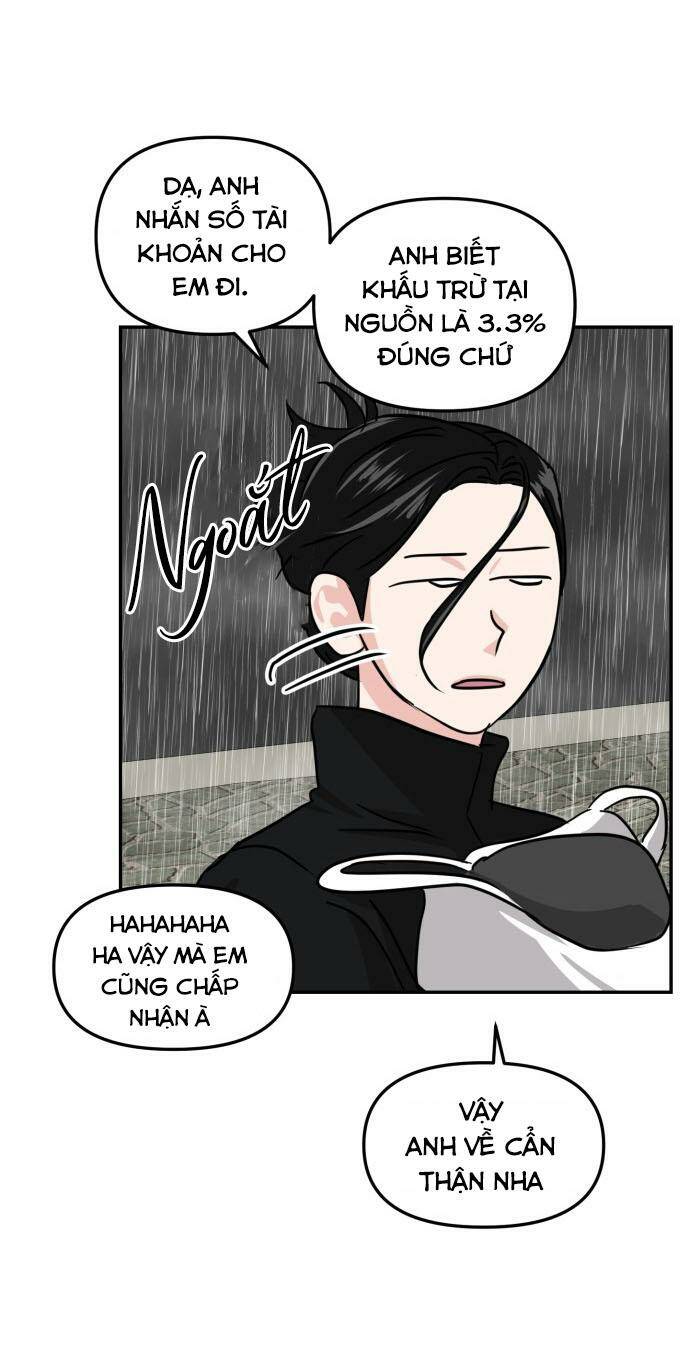 DẠ, ANH
NHẮN SỐ TÀI
KHOẢN CHO
EM ĐI.
ANH BIẾT
KHẤU TRỪ TẠI
NGUỒN LÀ 3.3%
ĐÚNG CHỨ
Ngoắt
HAHAHAHA
HA VẬY MÀ EM
CŨNG CHẤP
NHẬN À
VẬY
ANH VỀ CẨN
THẬN NHA